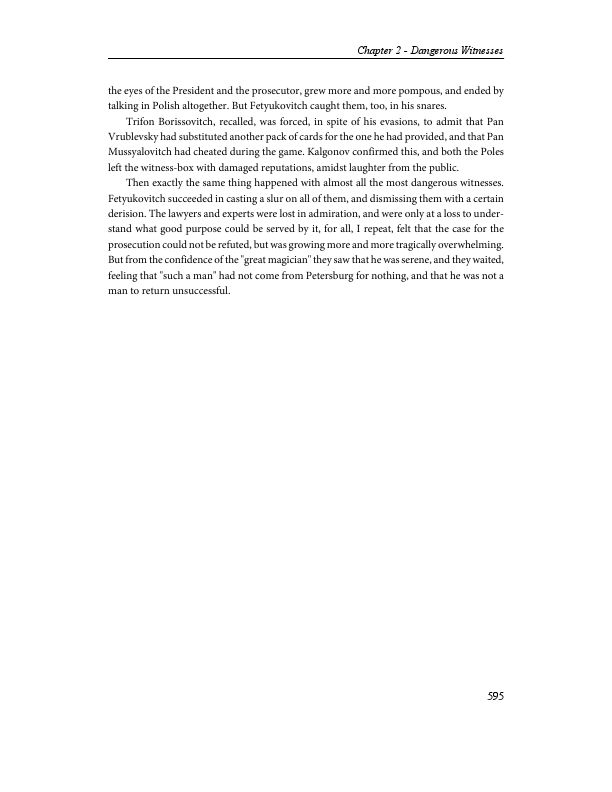 Chapter 2 - Dangerous Witnesses
the eyes of the President and the prosecutor, grew more and more pompous, and ended by
talking in Polish altogether. But Fetyukovitch caught them, too, in his snares.
Trifon Borissovitch, recalled, was forced, in spite of his evasions, to admit that Pan
Vrublevsky had substituted another pack of cards for the one he had provided, and that Pan
Mussyalovitch had cheated during the game. Kalgonov confirmed this, and both the Poles
left the witness-box with damaged reputations, amidst laughter from the public.
Then exactly the same thing happened with almost all the most dangerous witnesses.
Fetyukovitch succeeded in casting a slur on all of them, and dismissing them with a certain
derision. The lawyers and experts were lost in admiration, and were only at a loss to under-
stand what good purpose could be served by it, for all, I repeat, felt that the case for the
prosecution could not be refuted, but was growing more and more tragically overwhelming.
But from the confidence of the "great magician" they saw that he was serene, and they waited,
feeling that "such a man" had not come from Petersburg for nothing, and that he was not a
man to return unsuccessful.
595